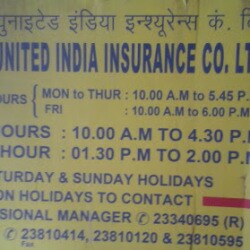 युनाइटेड इंडिया इन्श्यूरेन्स कं. 
UNITED INDIA INSURANCE CO. LT
OURS : MON to THUR : 10.00 A.M to 5.45 P.
FRI : 10.00 A.M to 6.00 P.M
OURS : 10.00 A.M TO 4.30 P.
HOUR : 01.30 P.M TO 2.00 P.
TURDAY & SUNDAY HOLIDAYS
ON HOLIDAYS TO CONTACT
SIONAL MANAGER ✆ 23340695 (R)
✆ 23810414, 23810120 & 23810595
Fax